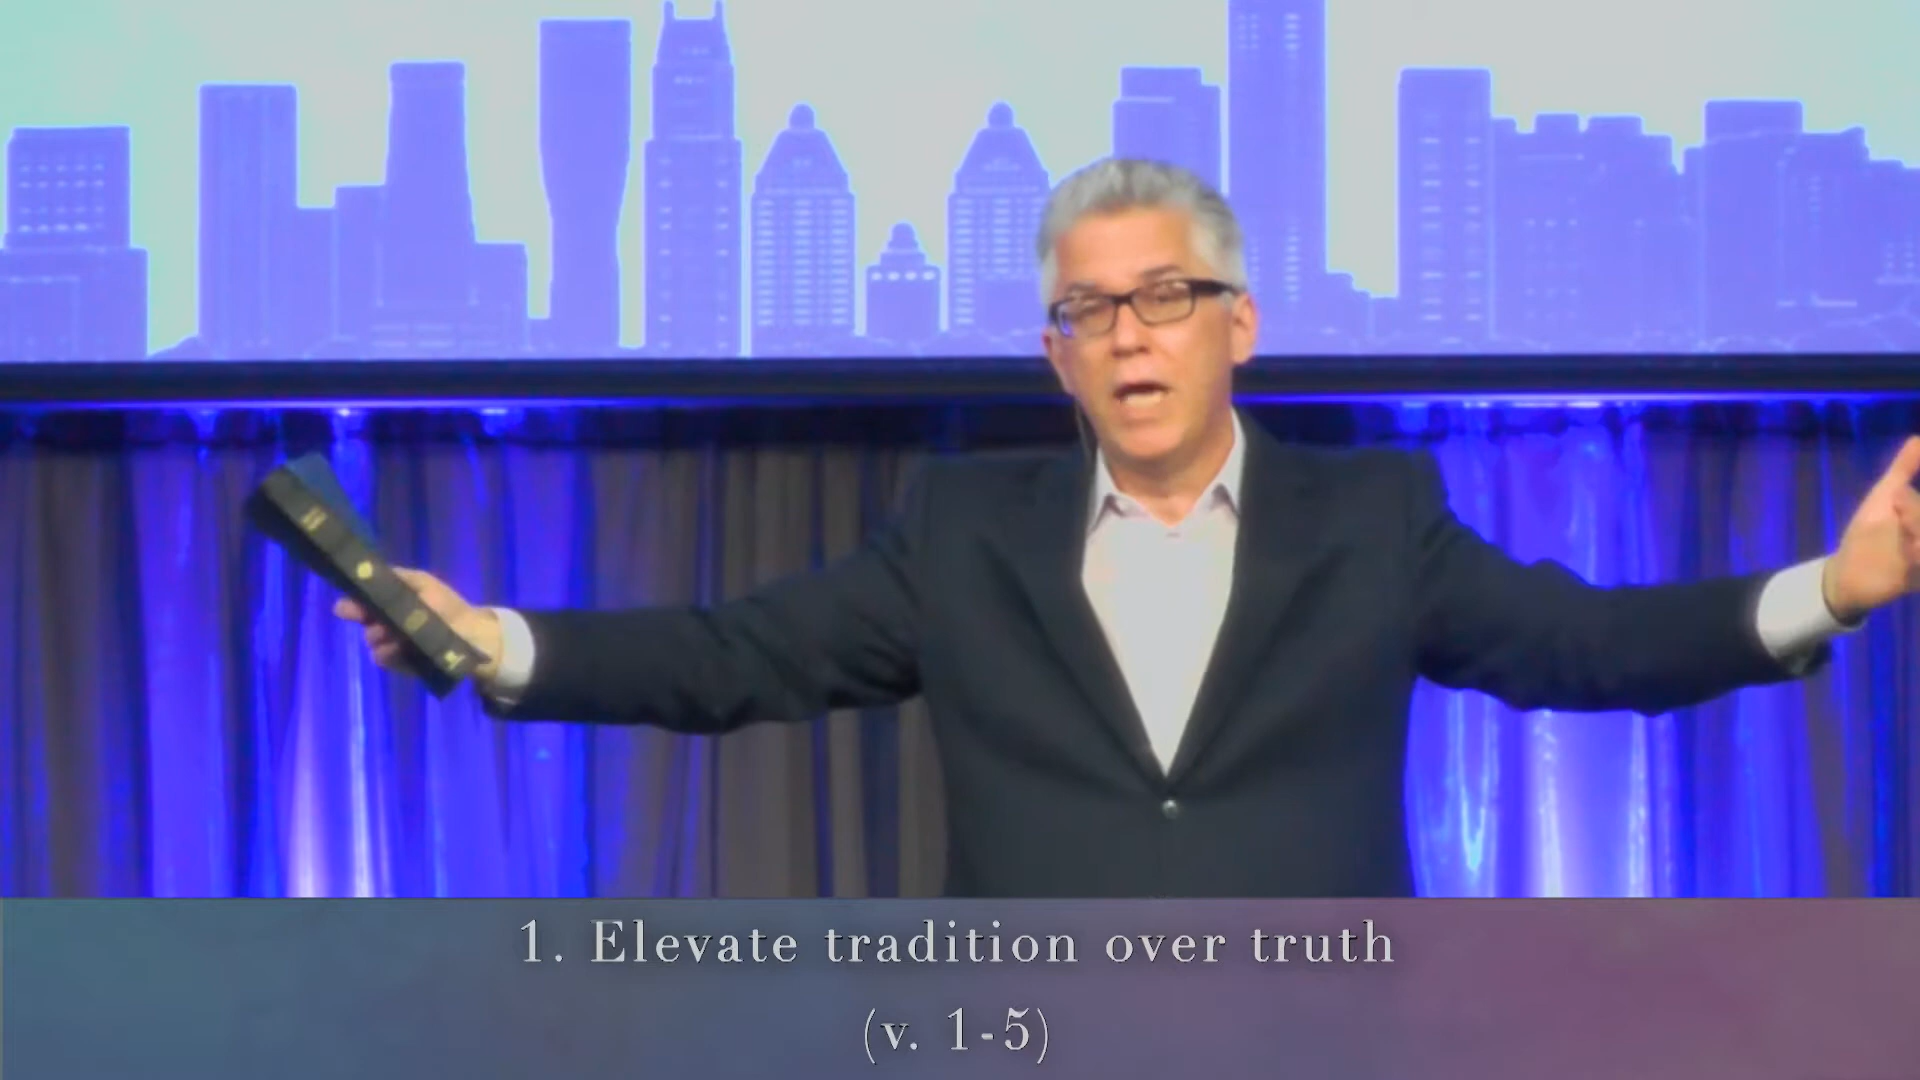 1. Elevate tradition over truth
(v. 1-5)